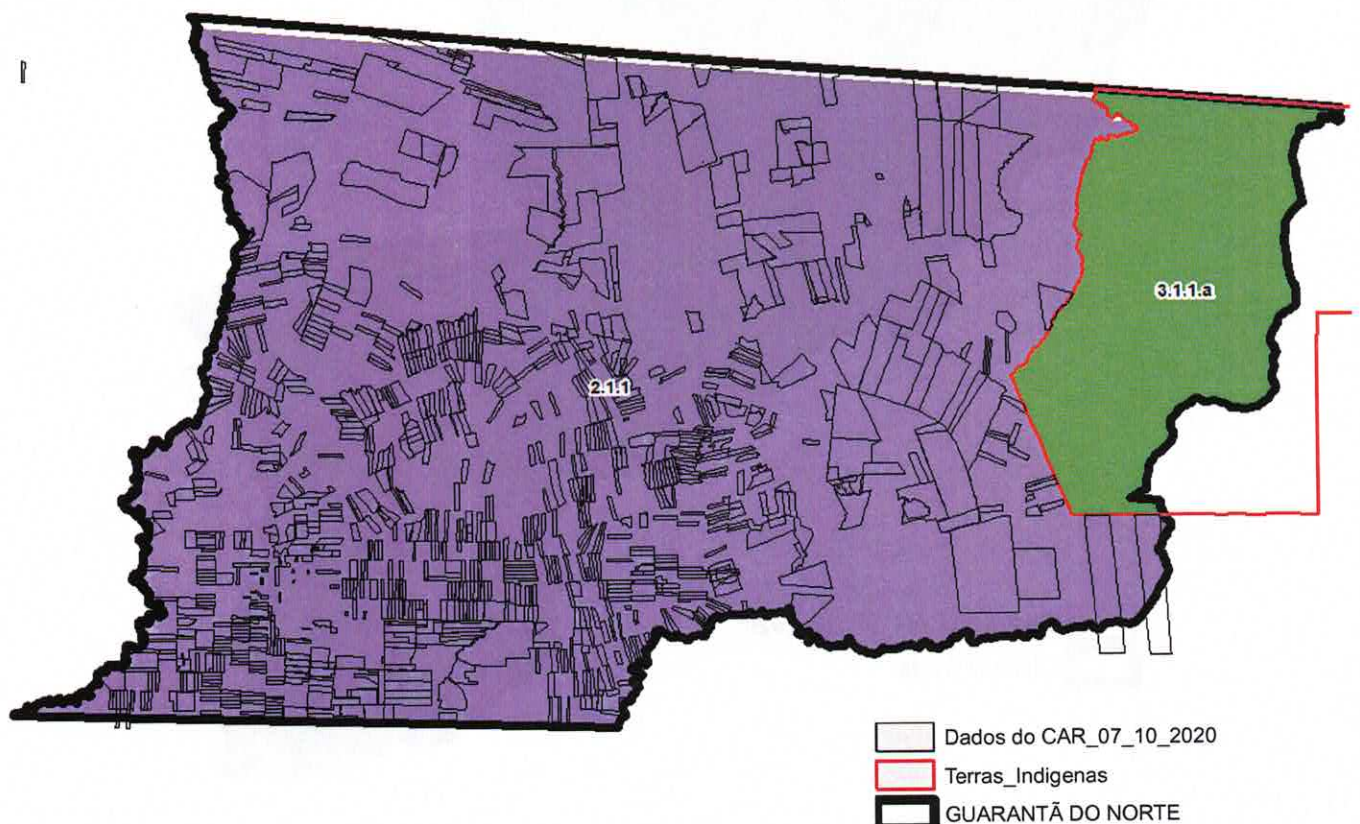 3.1.1.a
2.1.1
Dados do CAR_07_10_2020
Terras_Indigenas
GUARANTÃ DO NORTE